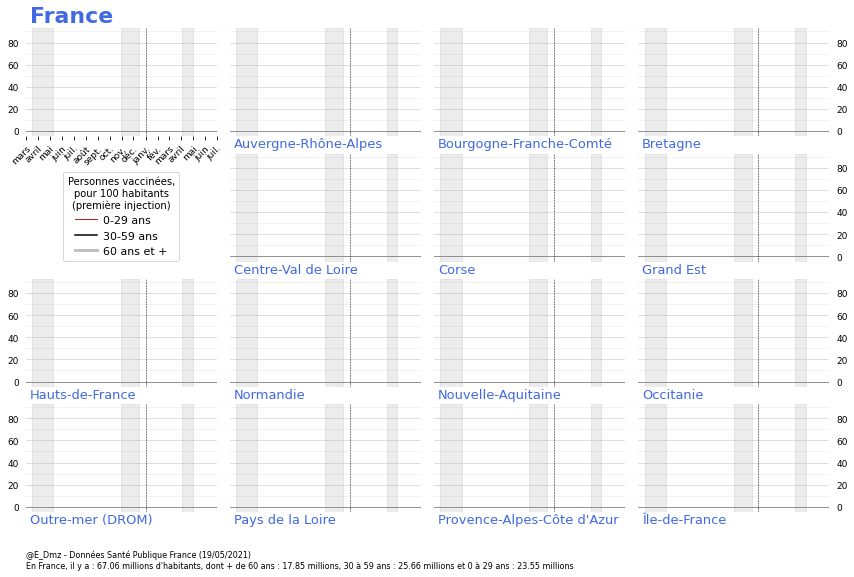 France
80
60
40
20
0
80
60
40
20
0
mars
avril
mai
juin
juil.
août
sept.
oct.
nov.
déc.
janv.
fév.
mars
avril
mai
juin
juil.
Auvergne-Rhône-Alpes
Bourgogne-Franche-Comté
Bretagne
Personnes vaccinées,
pour 100 habitants
(première injection)
0-29 ans
30-59 ans
60 ans et +
80
60
40
20
0
Centre-Val de Loire
Corse
Grand Est
80
60
40
20
0
80
60
40
20
0
Hauts-de-France
Normandie
Nouvelle-Aquitaine
Occitanie
80
60
40
20
0
80
60
40
20
0
Outre-mer (DROM)
Pays de la Loire
Provence-Alpes-Côte d'Azur
Île-de-France
@E_Dmz - Données Santé Publique France (19/05/2021)
En France, il y a : 67.06 millions d'habitants, dont + de 60 ans : 17.85 millions, 30 à 59 ans : 25.66 millions et 0 à 29 ans : 23.55 millions